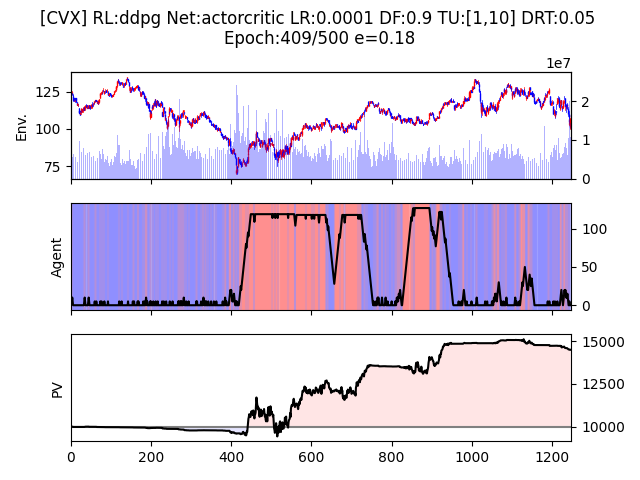 [CVX] RL:ddpg Net:actorcritic LR:0.0001 DF:0.9 TU:[1,10] DRT:0.05
Epoch:409/500 e=0.18
1e7
Env.
125
100
75
2
1
0
Agent
100
50
0
PV
15000
12500
10000
0 200 400 600 800 1000 1200